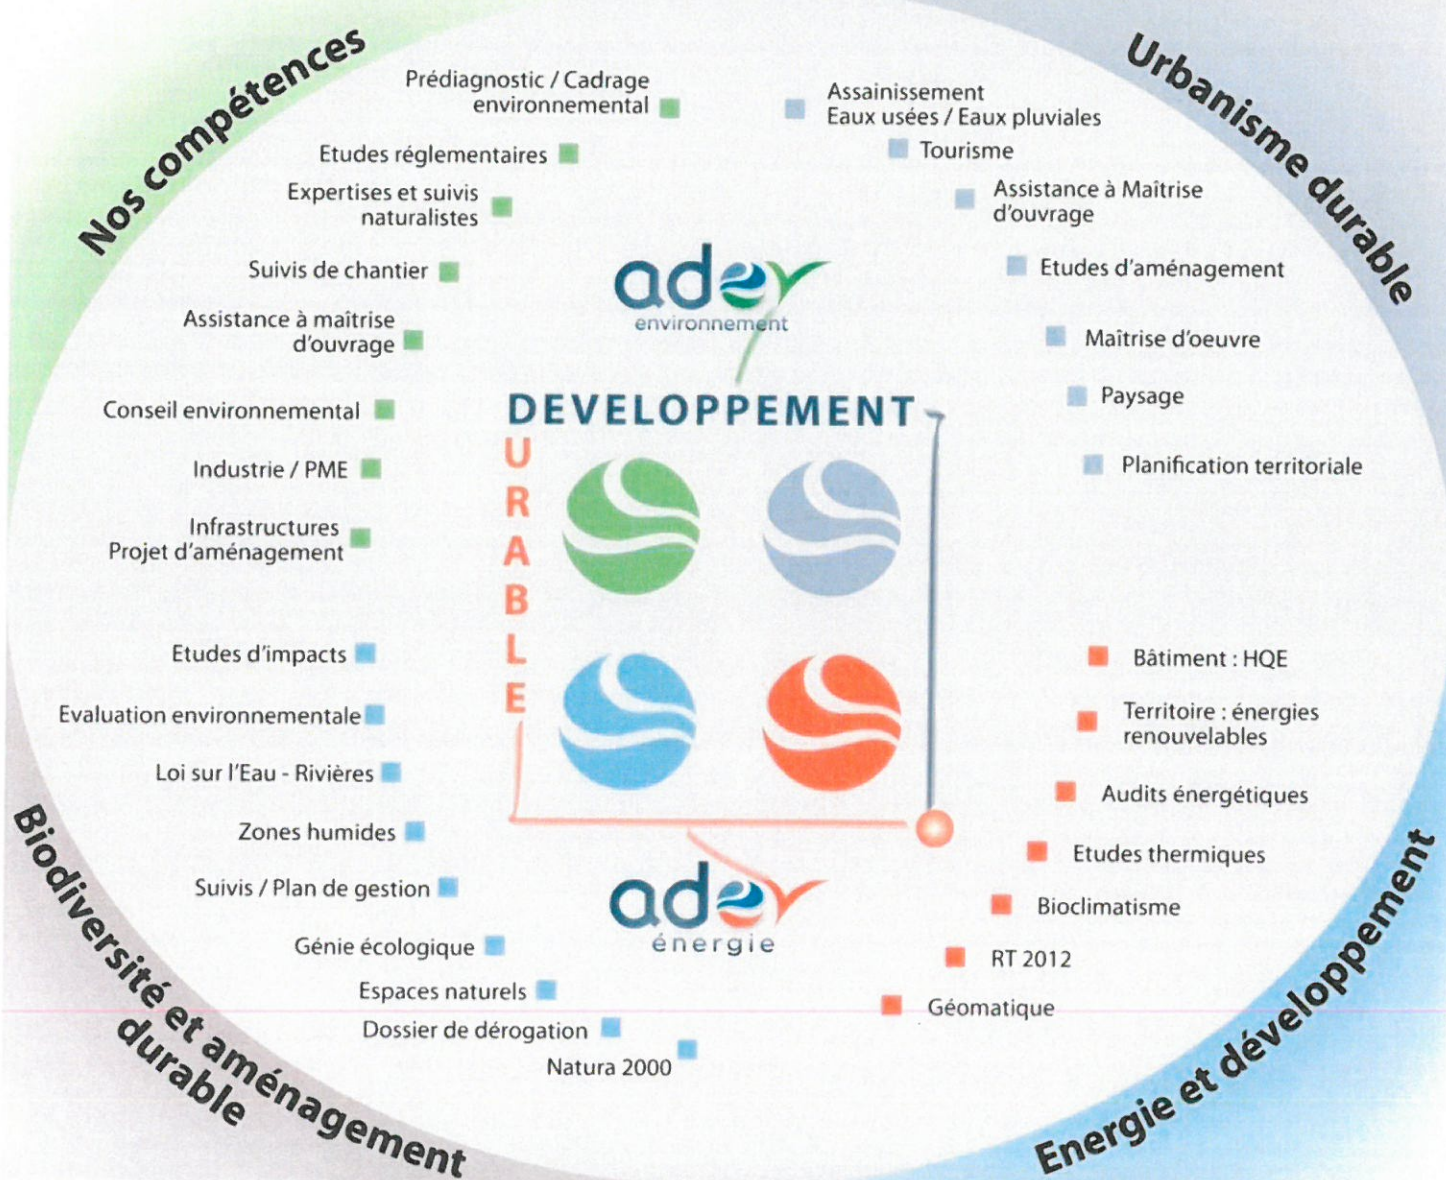 Nos compétences
Prédiagnostic / Cadrage
environnemental
Etudes réglementaires
Expertises et suivis
naturalistes
Suivis de chantier
Assistance à maîtrise
d'ouvrage
Conseil environnemental
Industrie / PME
Infrastructures
Projet d'aménagement
Urbanisme durable
Assainissement
Eaux usées / Eaux pluviales
Tourisme
Assistance à Maîtrise
d'ouvrage
Etudes d'aménagement
Maîtrise d'oeuvre
Paysage
Planification territoriale
adev
environnement
DEVELOPPEMENT
U
R
A
B
L
E
adev
énergie
Biodiversité et aménagement
durable
Etudes d'impacts
Evaluation environnementale
Loi sur l'Eau - Rivières
Zones humides
Suivis / Plan de gestion
Génie écologique
Espaces naturels
Dossier de dérogation
Natura 2000
Energie et développement
Bâtiment : HQE
Territoire : énergies
renouvelables
Audits énergétiques
Etudes thermiques
Bioclimatisme
RT 2012
Géomatique